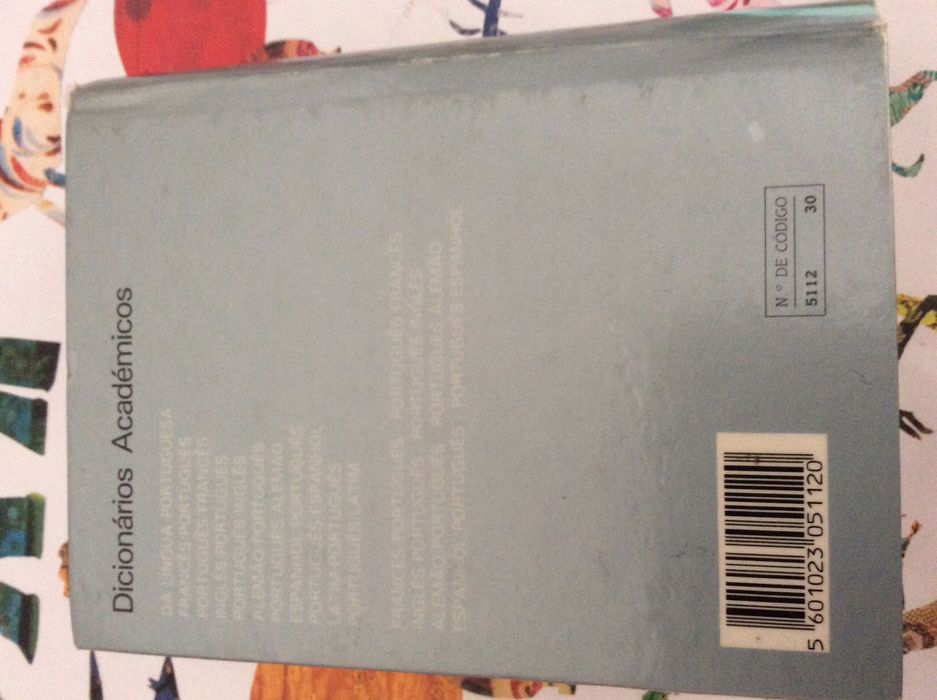 Dicionários Académicos
DA LÍNGUA PORTUGUESA
FRANCÊS PORTUGUÊS
PORTUGUÊS FRANCÊS
INGLÊS PORTUGUÊS
PORTUGUÊS INGLÊS
ALEMÃO PORTUGUÊS
PORTUGUÊS ALEMÃO
ESPANHOL PORTUGUÊS
PORTUGUÊS-ESPANHOL
LATIM PORTUGUÊS
PORTUGUÊS LATIM
FRANCÊS PORTUGUÊS PORTUGUÊS FRANCÊS
INGLÊS PORTUGUÊS PORTUGUÊS INGLÊS
ALEMÃO PORTUGUÊS PORTUGUÊS ALEMÃO
ESPANHOL PORTUGUÊS PORTUGUÊS ESPANHOL
N.º DE CÓDIGO
5112 30
5 601023 051120